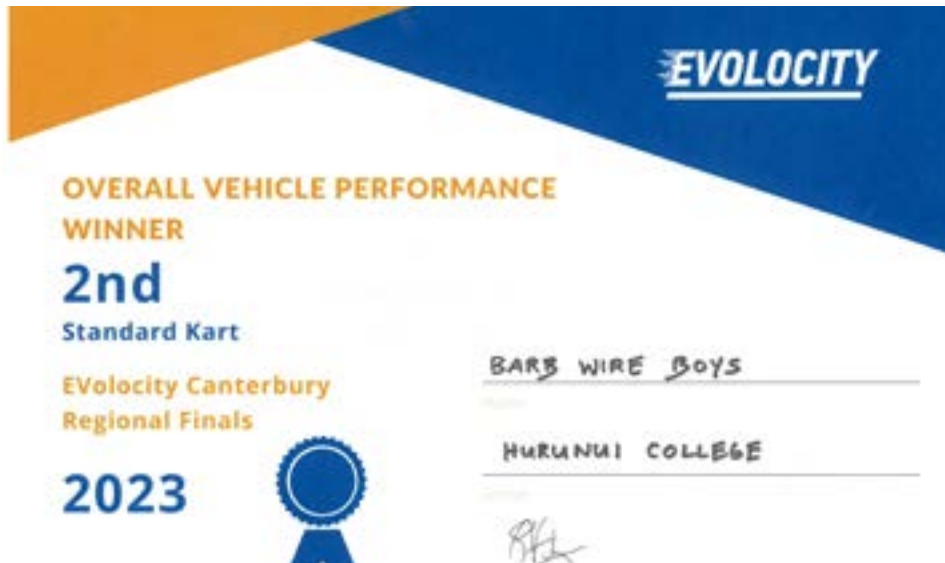 EVOLOCITY
OVERALL VEHICLE PERFORMANCE
WINNER
2nd
Standard Kart
EVolocity Canterbury
Regional Finals
2023
BARB WIRE BOYS
HURUNUI COLLEGE